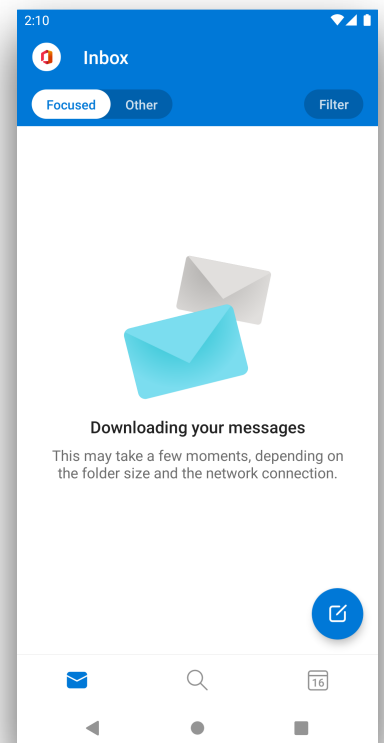 2:10
Inbox
Focused Other Filter
Downloading your messages
This may take a few moments, depending on
the folder size and the network connection.
16